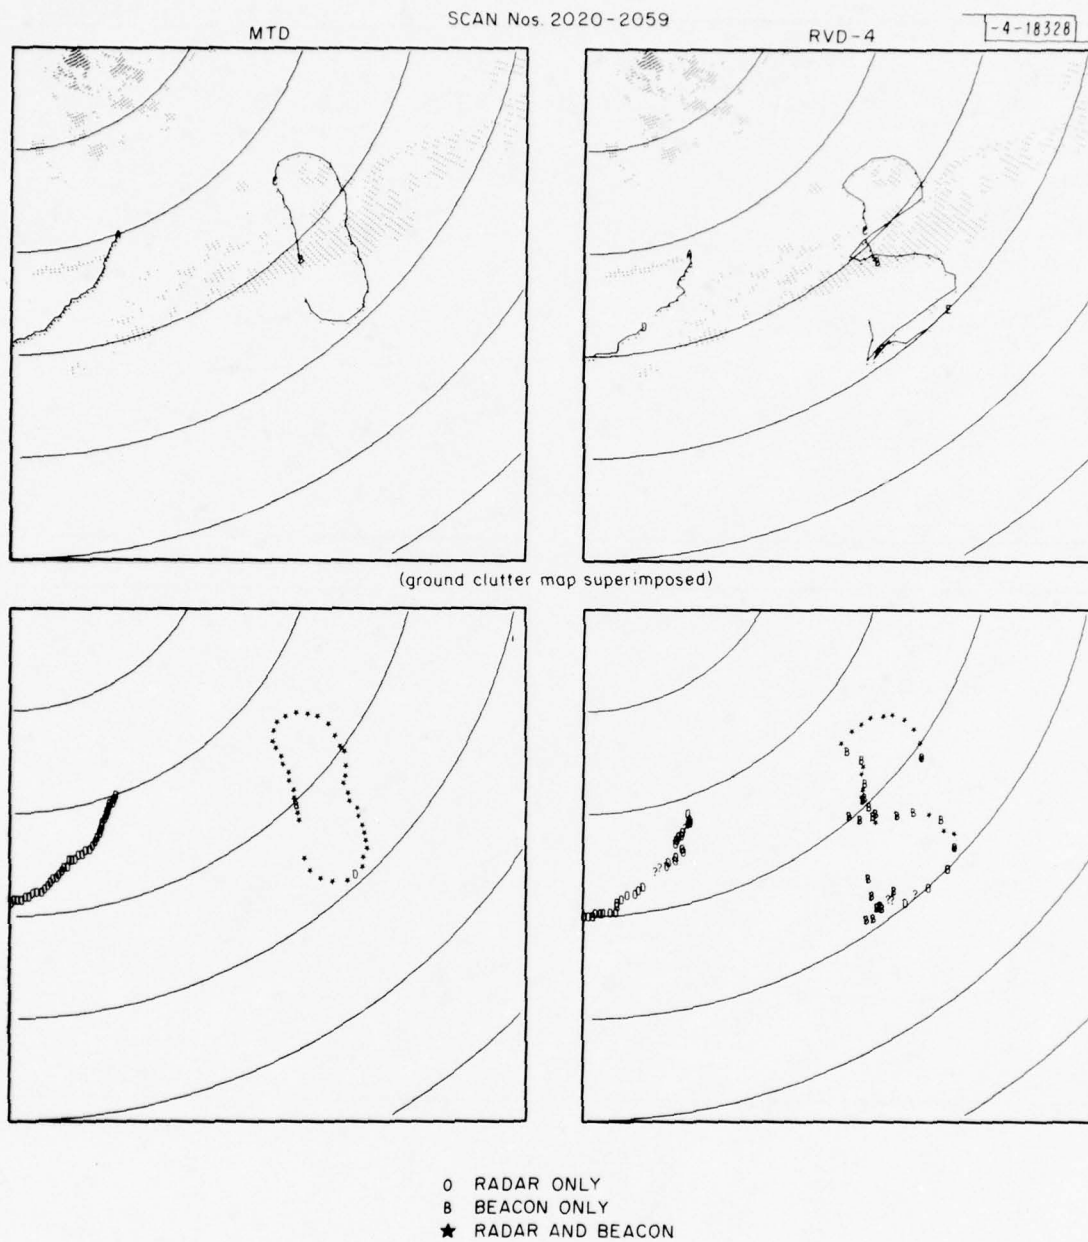 SCAN Nos. 2020-2059
-4-18328
MTD
RVD-4
(ground clutter map superimposed)
O RADAR ONLY
B BEACON ONLY
★ RADAR AND BEACON